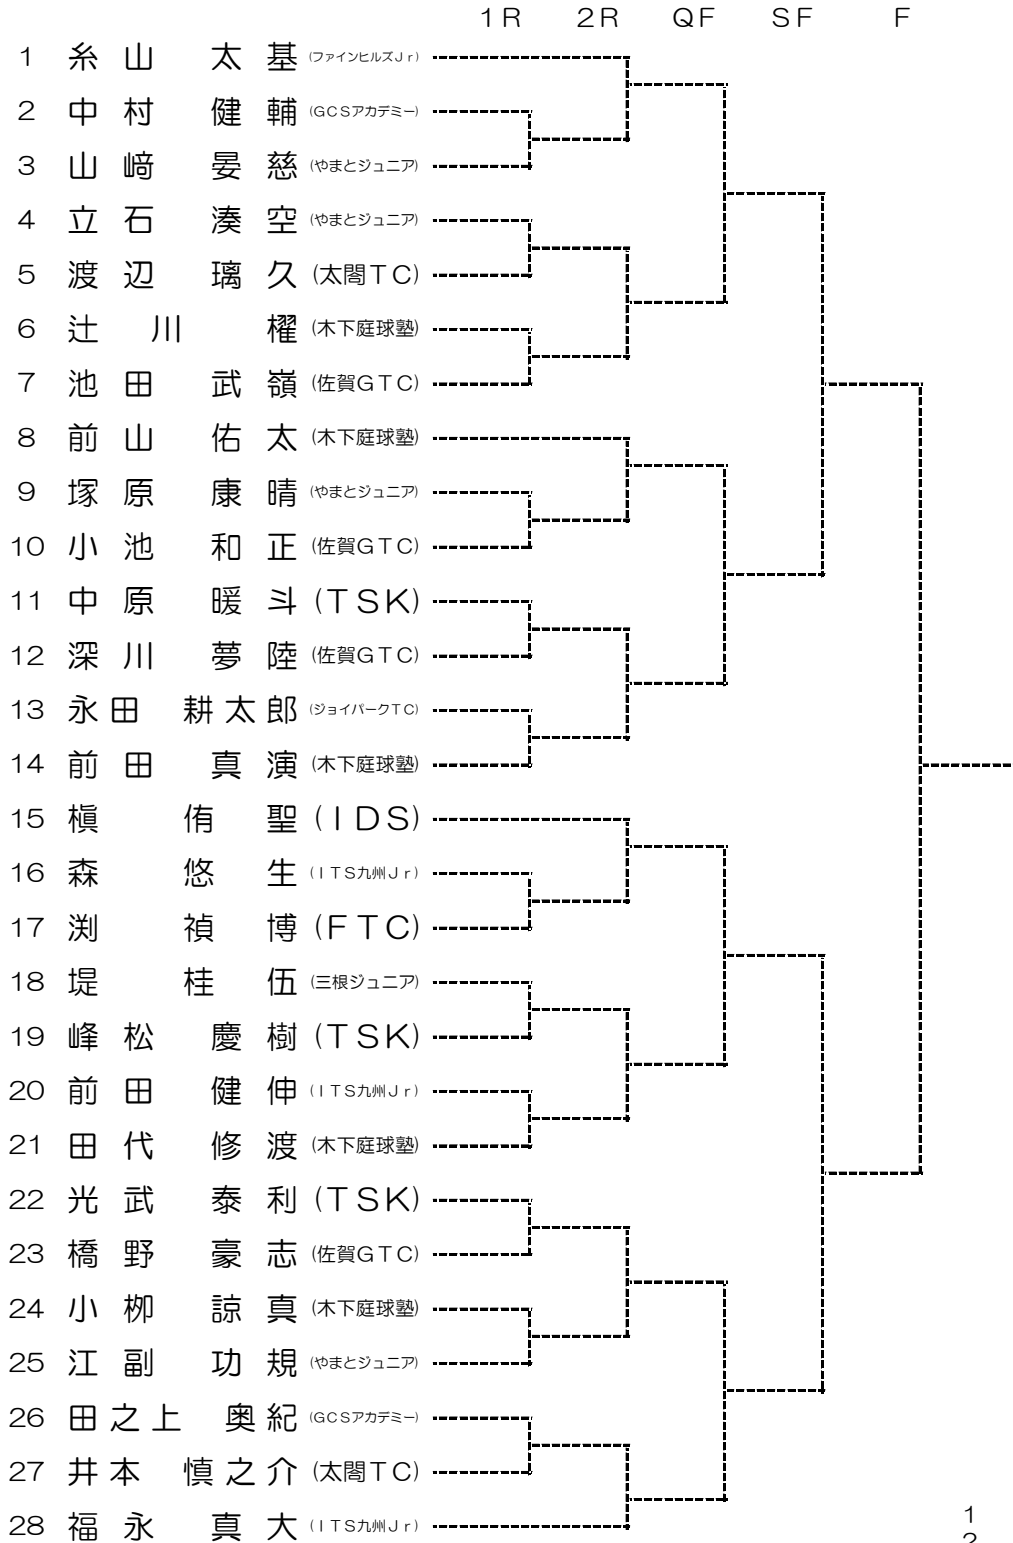 1R 2R QF SF F
1 糸山 太基 (ファインヒルズJr)
2 中村 健輔 (GCSアカデミー)
3 山﨑 晏慈 (やまとジュニア)
4 立石 湊空 (やまとジュニア)
5 渡辺 璃久 (太閤TC)
6 辻川 櫂 (木下庭球塾)
7 池田 武嶺 (佐賀GTC)
8 前山 佑太 (木下庭球塾)
9 塚原 康晴 (やまとジュニア)
10 小池 和正 (佐賀GTC)
11 中原 暖斗 (TSK)
12 深川 夢陸 (佐賀GTC)
13 永田 耕太郎 (ジョイパークTC)
14 前田 真演 (木下庭球塾)
15 槇 侑聖 (IDS)
16 森 悠生 (ITS九州Jr)
17 渕 禎博 (FTC)
18 堤 桂伍 (三根ジュニア)
19 峰松 慶樹 (TSK)
20 前田 健伸 (ITS九州Jr)
21 田代 修渡 (木下庭球塾)
22 光武 泰利 (TSK)
23 橋野 豪志 (佐賀GTC)
24 小栁 諒真 (木下庭球塾)
25 江副 功規 (やまとジュニア)
26 田之上 奥紀 (GCSアカデミー)
27 井本 慎之介 (太閤TC)
28 福永 真大 (ITS九州Jr)
1